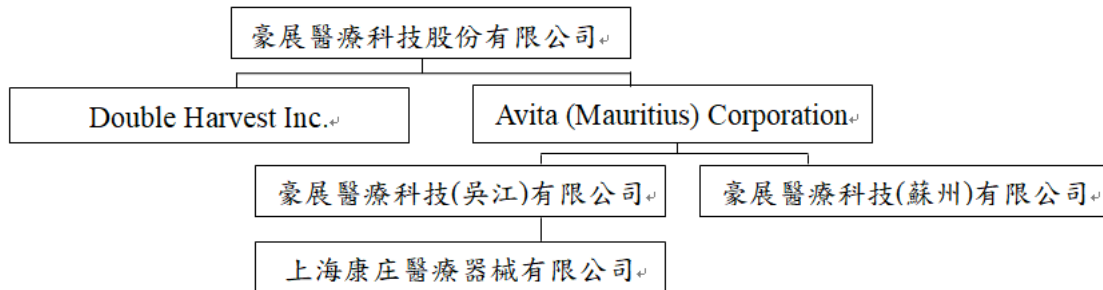 豪展醫療科技股份有限公司
Double Harvest Inc.
Avita (Mauritius) Corporation
豪展醫療科技(吳江)有限公司
豪展醫療科技(蘇州)有限公司
上海康庄醫療器械有限公司